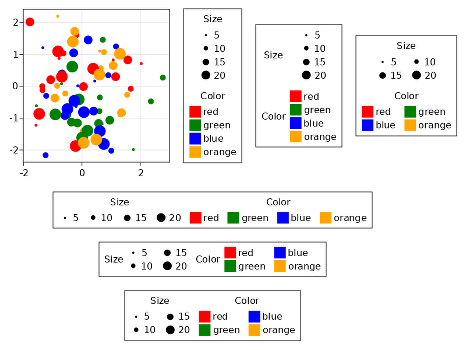 2
1
0
-1
-2
-2
0
2
Size
5
10
15
20
Color
red
green
blue
orange
Size
5
10
15
20
Color
red
green
blue
orange
Size
5 10
15 20
Color
red green
blue orange
Size Color
5 10 15 20 red green blue orange
Size 5 15 Color red blue
10 20 green orange
Size Color
5 15 red blue
10 20 green orange